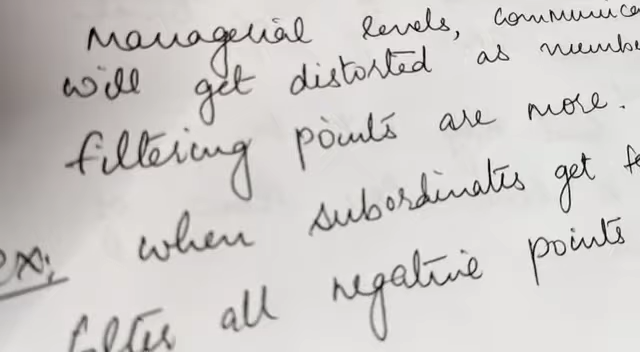 Managerial levels, communica
will get distorted as numbe
filtering points are more.
ex: when subordinates get f
filter all negative points